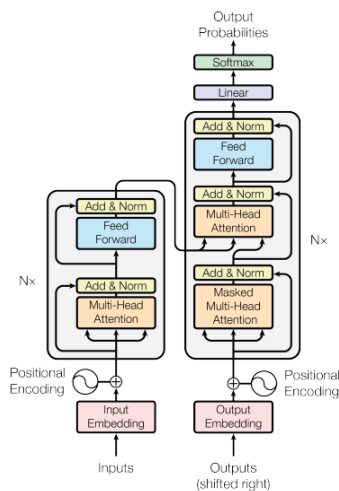 Output
Probabilities
Softmax
Linear
Add & Norm
Feed
Forward
Add & Norm
Multi-Head
Attention
Add & Norm
Masked
Multi-Head
Attention
N×
Add & Norm
Feed
Forward
Add & Norm
Multi-Head
Attention
N×
Positional
Encoding
Positional
Encoding
Input
Embedding
Output
Embedding
Inputs
Outputs
(shifted right)